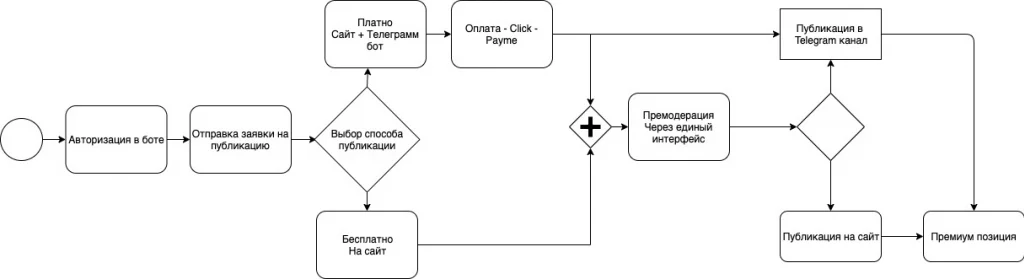 Платно
Сайт + Телеграмм
бот
Оплата - Click -
Payme
Публикация в
Telegram канал
Авторизация в боте
Отправка заявки на
публикацию
Выбор способа
публикации
Премодерация
Через единый
интерфейс
Бесплатно
На сайт
Публикация на сайт
Премиум позиция